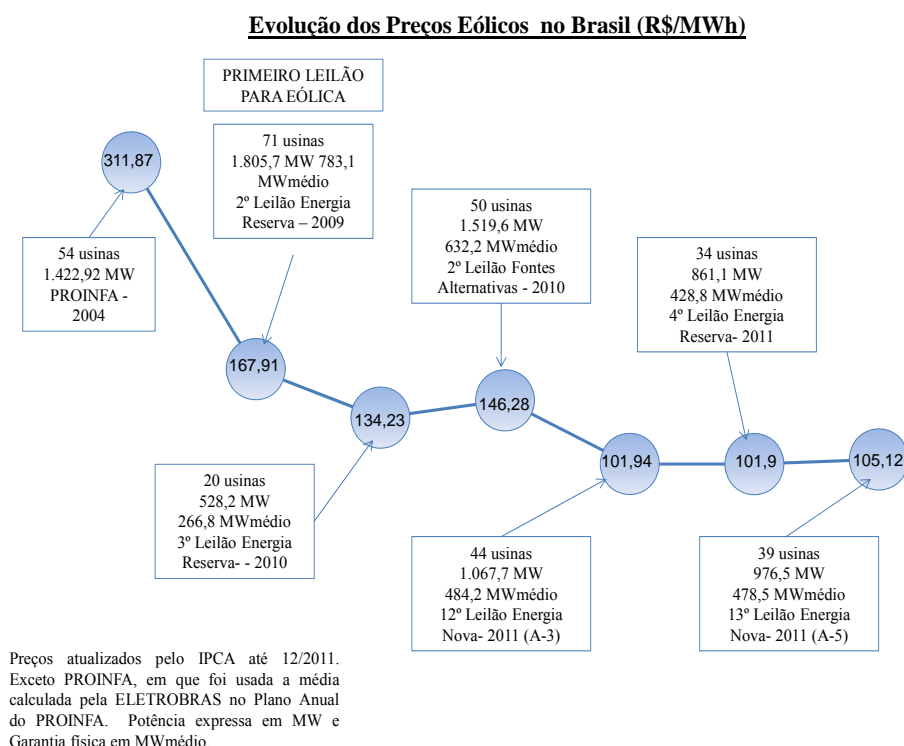 Evolução dos Preços Eólicos no Brasil (R$/MWh)
PRIMEIRO LEILÃO
PARA EÓLICA
71 usinas
1.805,7 MW 783,1
MWmédio
2º Leilão Energia
Reserva – 2009
311,87
54 usinas
1.422,92 MW
PROINFA -
2004
50 usinas
1.519,6 MW
632,2 MWmédio
2º Leilão Fontes
Alternativas - 2010
34 usinas
861,1 MW
428,8 MWmédio
4º Leilão Energia
Reserva- 2011
167,91
134,23
146,28
101,94
101,9
105,12
20 usinas
528,2 MW
266,8 MWmédio
3º Leilão Energia
Reserva- - 2010
44 usinas
1.067,7 MW
484,2 MWmédio
12º Leilão Energia
Nova- 2011 (A-3)
39 usinas
976,5 MW
478,5 MWmédio
13º Leilão Energia
Nova- 2011 (A-5)
Preços atualizados pelo IPCA até 12/2011.
Exceto PROINFA, em que foi usada a média
calculada pela ELETROBRAS no Plano Anual
do PROINFA. Potência expressa em MW e
Garantia física em MWmédio